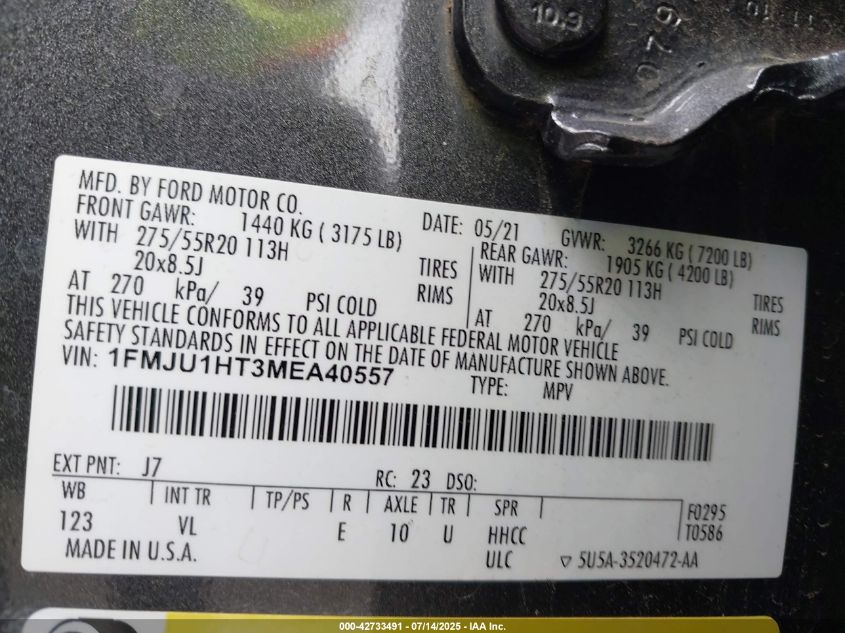 10.9
079
MFD. BY FORD MOTOR CO.
DATE: 05/21 GVWR: 3266 KG ( 7200 LB)
FRONT GAWR: 1440 KG ( 3175 LB)
REAR GAWR: 1905 KG ( 4200 LB)
WITH 275/55R20 113H TIRES
WITH 275/55R20 113H TIRES
20x8.5J RIMS
20x8.5J RIMS
AT 270 kPa/ 39 PSI COLD
AT 270 kPa/ 39 PSI COLD
THIS VEHICLE CONFORMS TO ALL APPLICABLE FEDERAL MOTOR VEHICLE
SAFETY STANDARDS IN EFFECT ON THE DATE OF MANUFACTURE SHOWN ABOVE.
VIN: 1FMJU1HT3MEA40557 TYPE: MPV
EXT PNT: J7 RC: 23 DSO:
WB INT TR TP/PS R AXLE TR SPR F0295
123 VL E 10 U HHCC T0586
MADE IN U.S.A. ULC ▽ 5U5A-3520472-AA
000-42733491 - 07/14/2025 - IAA Inc.